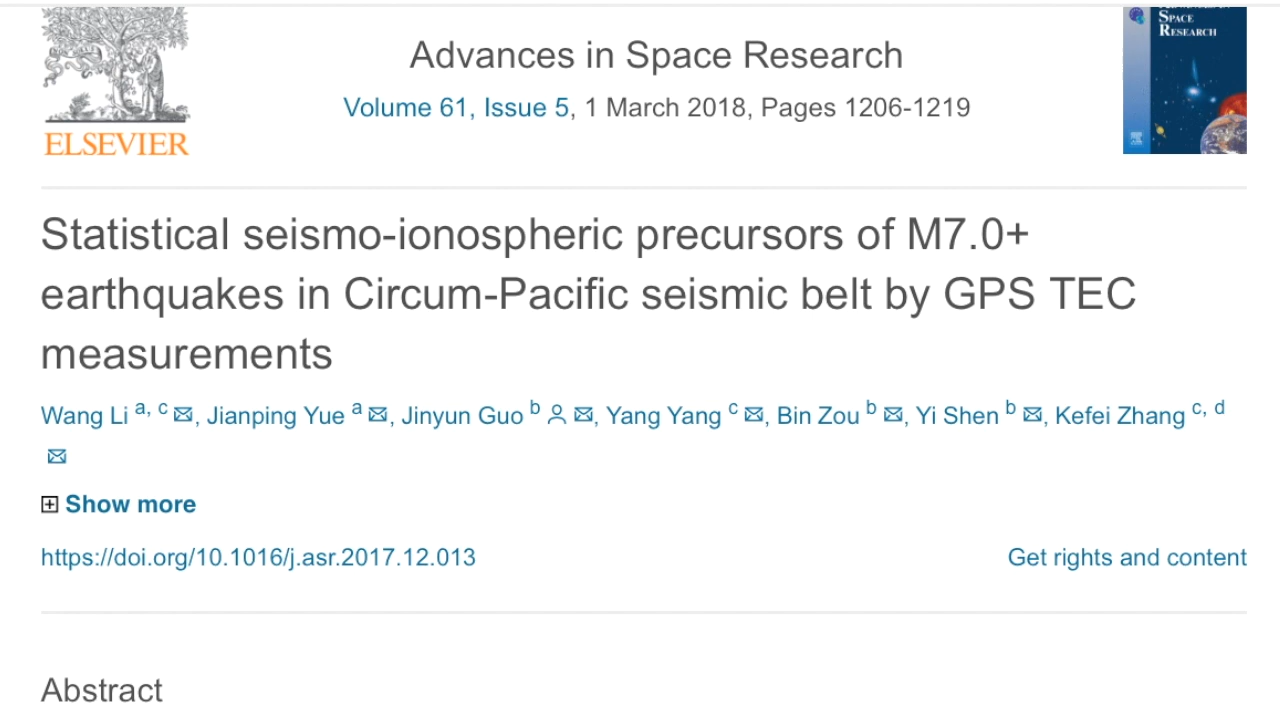 Advances in Space Research
SPACE
RESEARCH
Volume 61, Issue 5, 1 March 2018, Pages 1206-1219
ELSEVIER
Statistical seismo-ionospheric precursors of M7.0+
earthquakes in Circum-Pacific seismic belt by GPS TEC
measurements
Wang Li a, c, Jianping Yue a, Jinyun Guo b, Yang Yang c, Bin Zou b, Yi Shen b, Kefei Zhang c, d
Show more
https://doi.org/10.1016/j.asr.2017.12.013
Get rights and content
Abstract